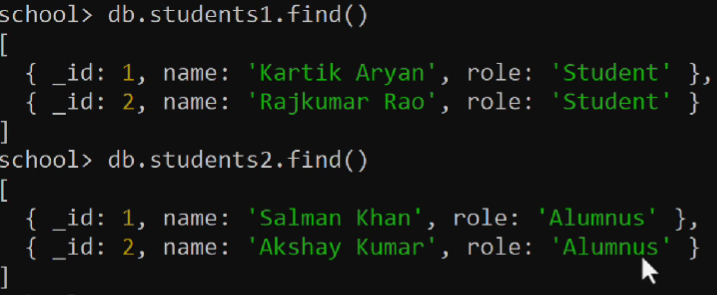 school> db.students1.find()
[
  { _id: 1, name: 'Kartik Aryan', role: 'Student' },
  { _id: 2, name: 'Rajkumar Rao', role: 'Student' }
]
school> db.students2.find()
[
  { _id: 1, name: 'Salman Khan', role: 'Alumnus' },
  { _id: 2, name: 'Akshay Kumar', role: 'Alumnus' }
]